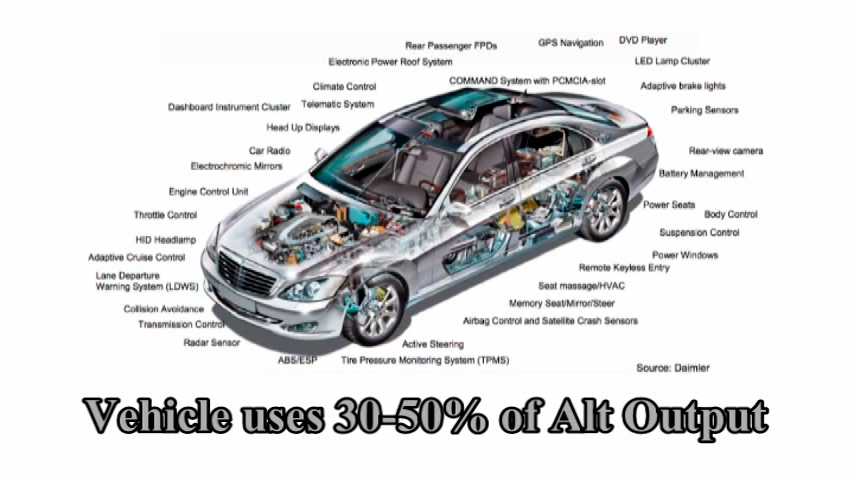 Rear Passenger FPDs
GPS Navigation
DVD Player
Electronic Power Roof System
LED Lamp Cluster
Climate Control
COMMAND System with PCMCIA-slot
Adaptive brake lights
Dashboard Instrument Cluster
Telematic System
Parking Sensors
Head Up Displays
Car Radio
Rear-view camera
Electrochromic Mirrors
Battery Management
Engine Control Unit
Power Seats
Throttle Control
Body Control
HID Headlamp
Suspension Control
Adaptive Cruise Control
Power Windows
Lane Departure
Warning System (LDWS)
Remote Keyless Entry
Seat massage/HVAC
Collision Avoidance
Memory Seat/Mirror/Steer
Transmission Control
Airbag Control and Satellite Crash Sensors
Radar Sensor
Active Steering
ABS/ESP
Tire Pressure Monitoring System (TPMS)
Source: Daimler
Vehicle uses 30-50% of Alt Output